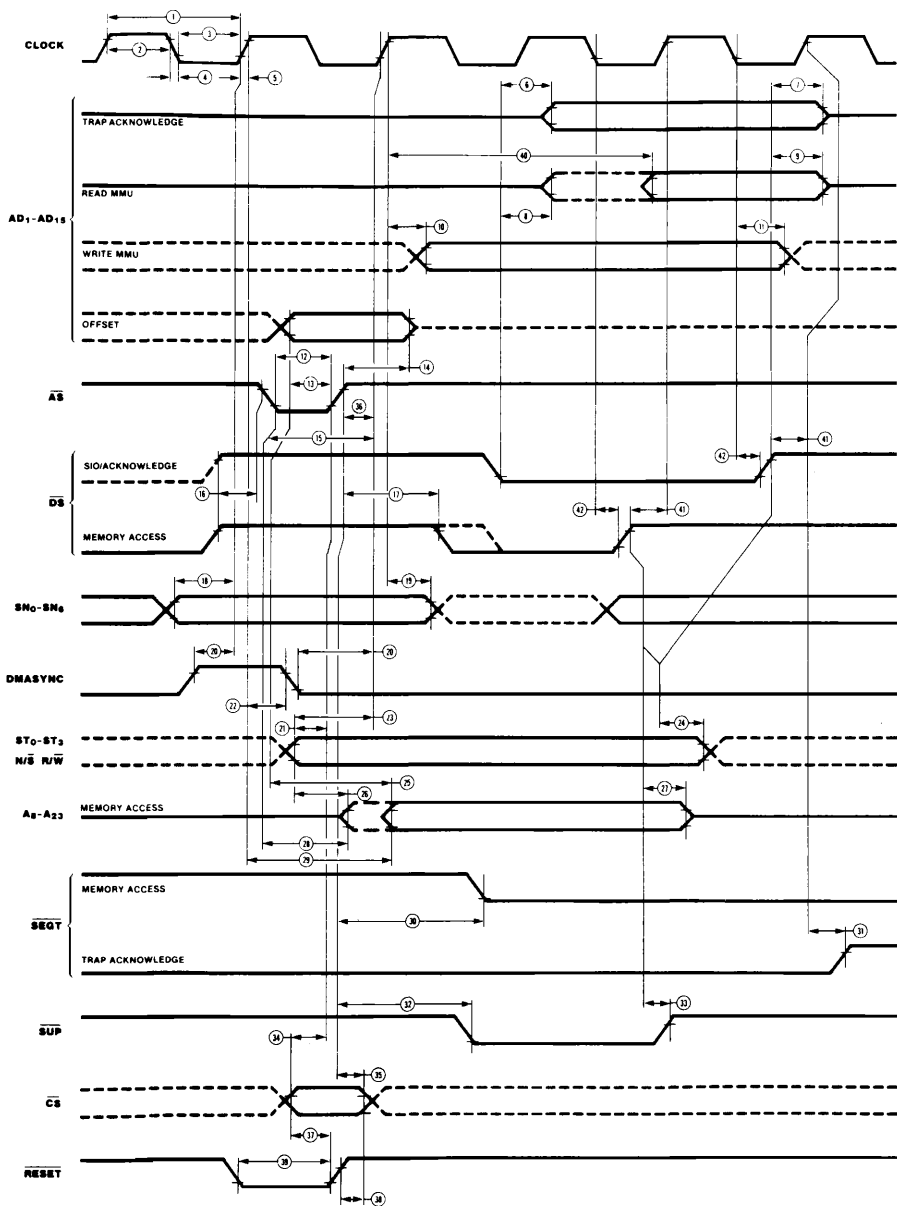 1
CLOCK
3
2
4
5
6
7
TRAP ACKNOWLEDGE
40
9
READ MMU
8
AD1-AD15
10
11
WRITE MMU
OFFSET
12
14
13
AS
36
15
41
42
SIO/ACKNOWLEDGE
16
17
DS
42
41
MEMORY ACCESS
18
19
SN0-SN6
20
20
DMASYNC
22
23
21
24
ST0-ST3
N/S R/W
25
26
27
MEMORY ACCESS
A8-A23
28
29
MEMORY ACCESS
30
SEGT
31
TRAP ACKNOWLEDGE
32
33
SUP
34
35
CS
37
39
RESET
38